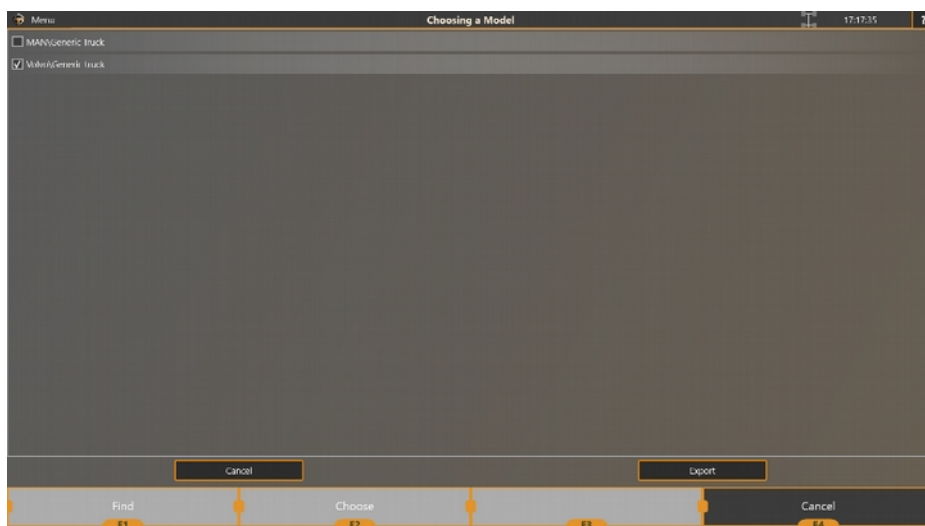 Menu Choosing a Model 17:17:35 ?
MAN\Generic Truck
Volvo\Generic Truck
Cancel Export
Find Choose Cancel
F1 F2 F3 F4